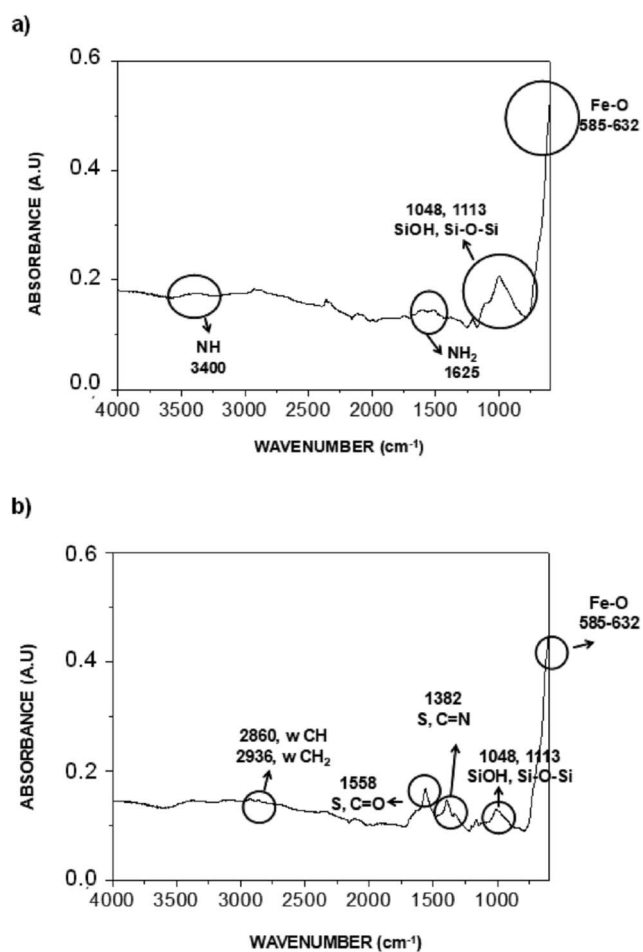 a)
0.6
Fe-O
585-632
0.4
1048, 1113
SiOH, Si-O-Si
ABSORBANCE (A.U)
0.2
NH
3400
NH₂
1625
0.0
4000 3500 3000 2500 2000 1500 1000
WAVENUMBER (cm⁻¹)
b)
0.6
Fe-O
585-632
0.4
1382
S, C=N
2860, w CH
2936, w CH₂
1048, 1113
SiOH, Si-O-Si
1558
S, C=O
ABSORBANCE (A.U)
0.2
0.0
4000 3500 3000 2500 2000 1500 1000
WAVENUMBER (cm⁻¹)